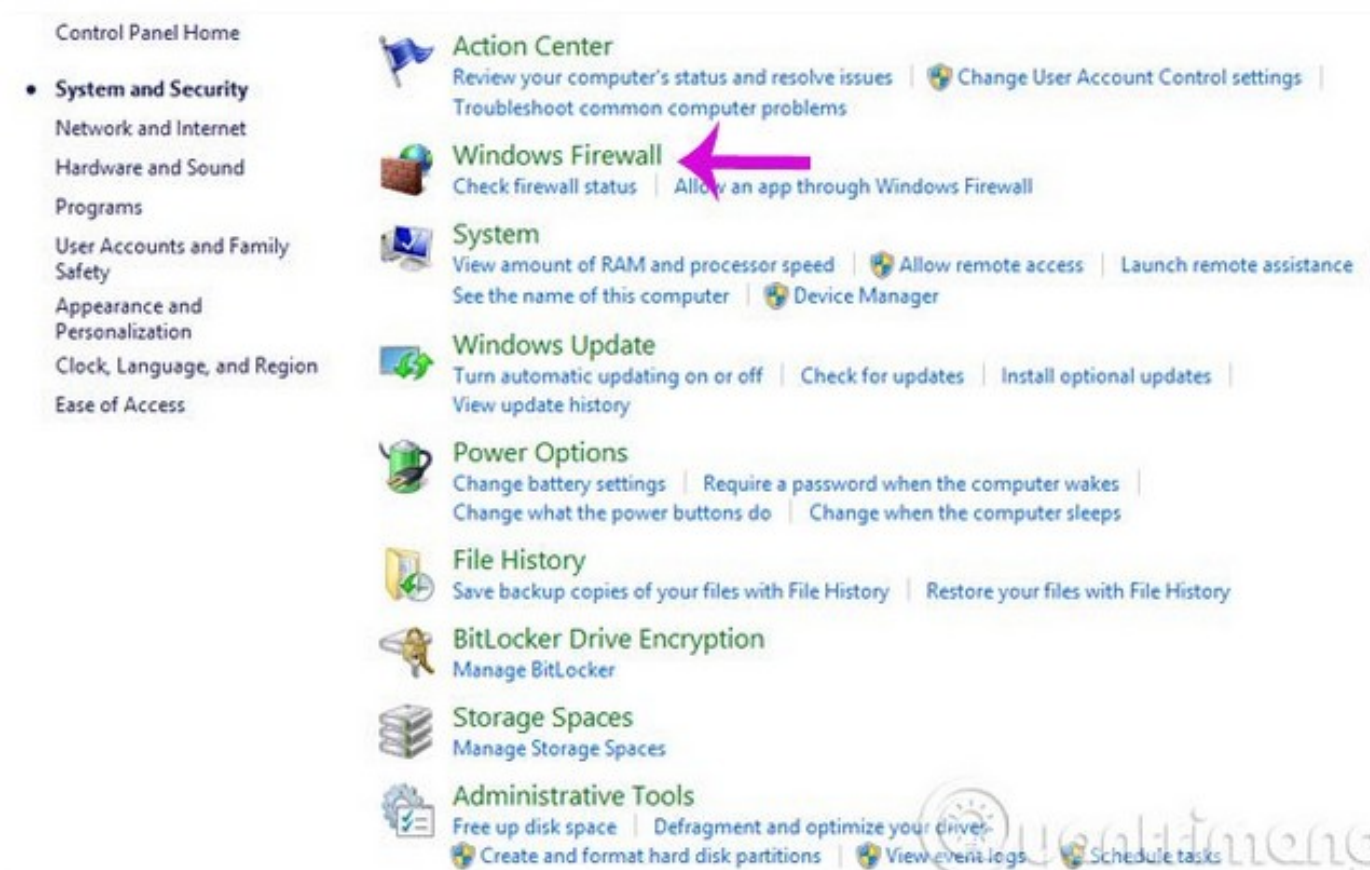 Control Panel Home
System and Security
Network and Internet
Hardware and Sound
Programs
User Accounts and Family
Safety
Appearance and
Personalization
Clock, Language, and Region
Ease of Access
Action Center
Review your computer's status and resolve issues
Change User Account Control settings
Troubleshoot common computer problems
Windows Firewall
Check firewall status
Allow an app through Windows Firewall
System
View amount of RAM and processor speed
Allow remote access
Launch remote assistance
See the name of this computer
Device Manager
Windows Update
Turn automatic updating on or off
Check for updates
Install optional updates
View update history
Power Options
Change battery settings
Require a password when the computer wakes
Change what the power buttons do
Change when the computer sleeps
File History
Save backup copies of your files with File History
Restore your files with File History
BitLocker Drive Encryption
Manage BitLocker
Storage Spaces
Manage Storage Spaces
Administrative Tools
Free up disk space
Defragment and optimize your drives
Create and format hard disk partitions
View event logs
Schedule tasks
Quantrimang